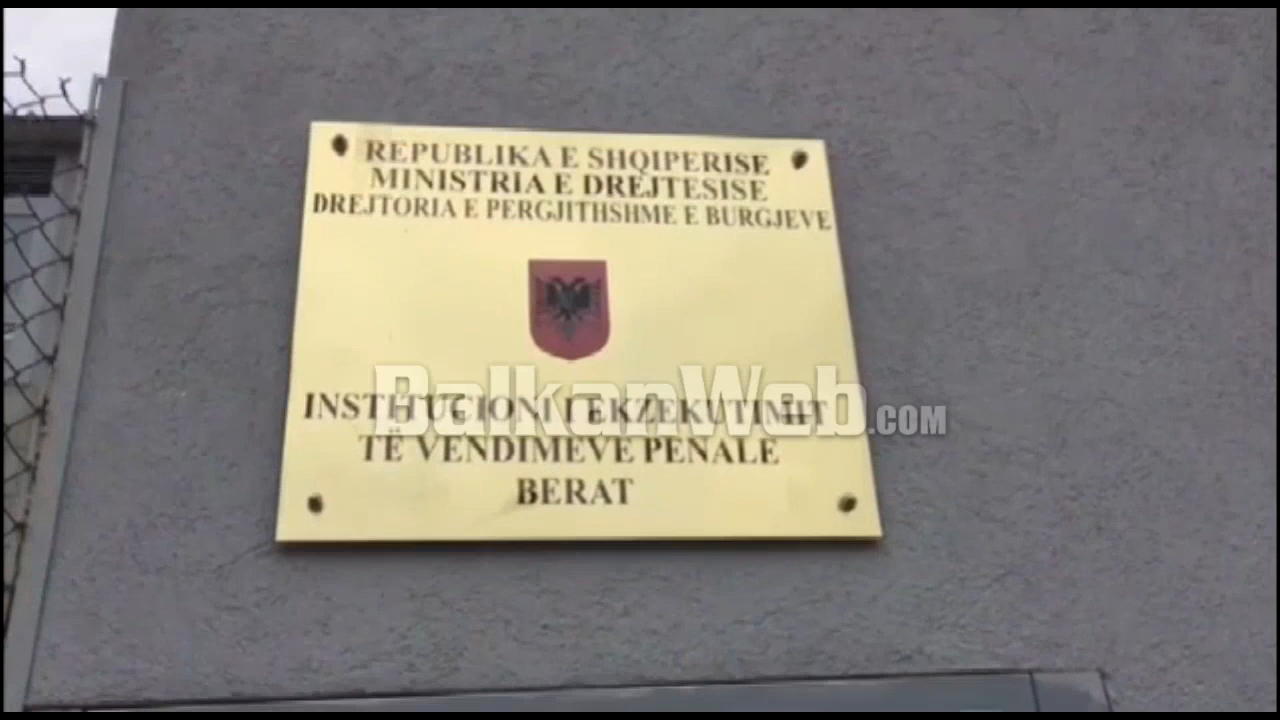 REPUBLIKA E SHQIPERISE
MINISTRIA E DREJTESISE
DREJTORIA E PERGJITHSHME E BURGJEVE
INSTITUCIONI I EKZEKUTIMIT
TË VENDIMEVE PENALE
BERAT
BalkanWeb.COM